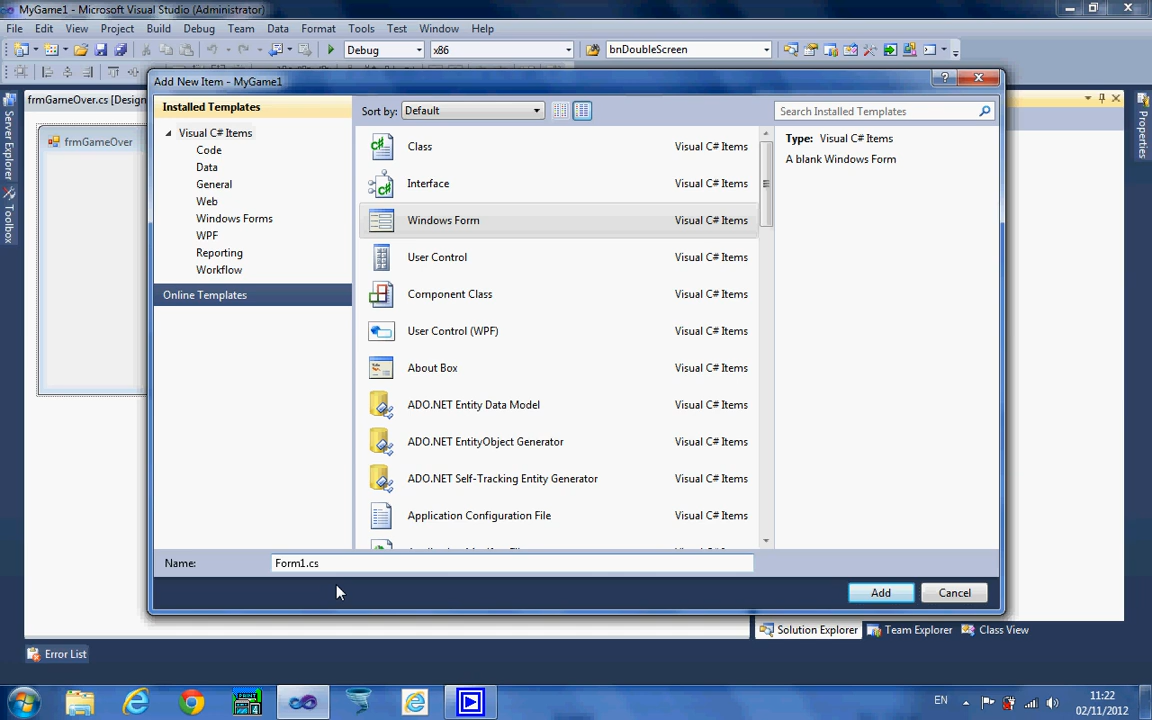 MyGame1 - Microsoft Visual Studio (Administrator)
File Edit View Project Build Debug Team Data Format Tools Test Window Help
Debug x86 bnDoubleScreen
Add New Item - MyGame1
frmGameOver.cs [Design
Installed Templates
Sort by: Default
Search Installed Templates
Server Explorer
Properties
Toolbox
frmGameOver
Visual C# Items
Code
Data
General
Web
Windows Forms
WPF
Reporting
Workflow
Online Templates
Class Visual C# Items
Interface Visual C# Items
Windows Form Visual C# Items
User Control Visual C# Items
Component Class Visual C# Items
User Control (WPF) Visual C# Items
About Box Visual C# Items
ADO.NET Entity Data Model Visual C# Items
ADO.NET EntityObject Generator Visual C# Items
ADO.NET Self-Tracking Entity Generator Visual C# Items
Application Configuration File Visual C# Items
Type: Visual C# Items
A blank Windows Form
Name: Form1.cs
Add Cancel
Solution Explorer Team Explorer Class View
Error List
EN
11:22
02/11/2012